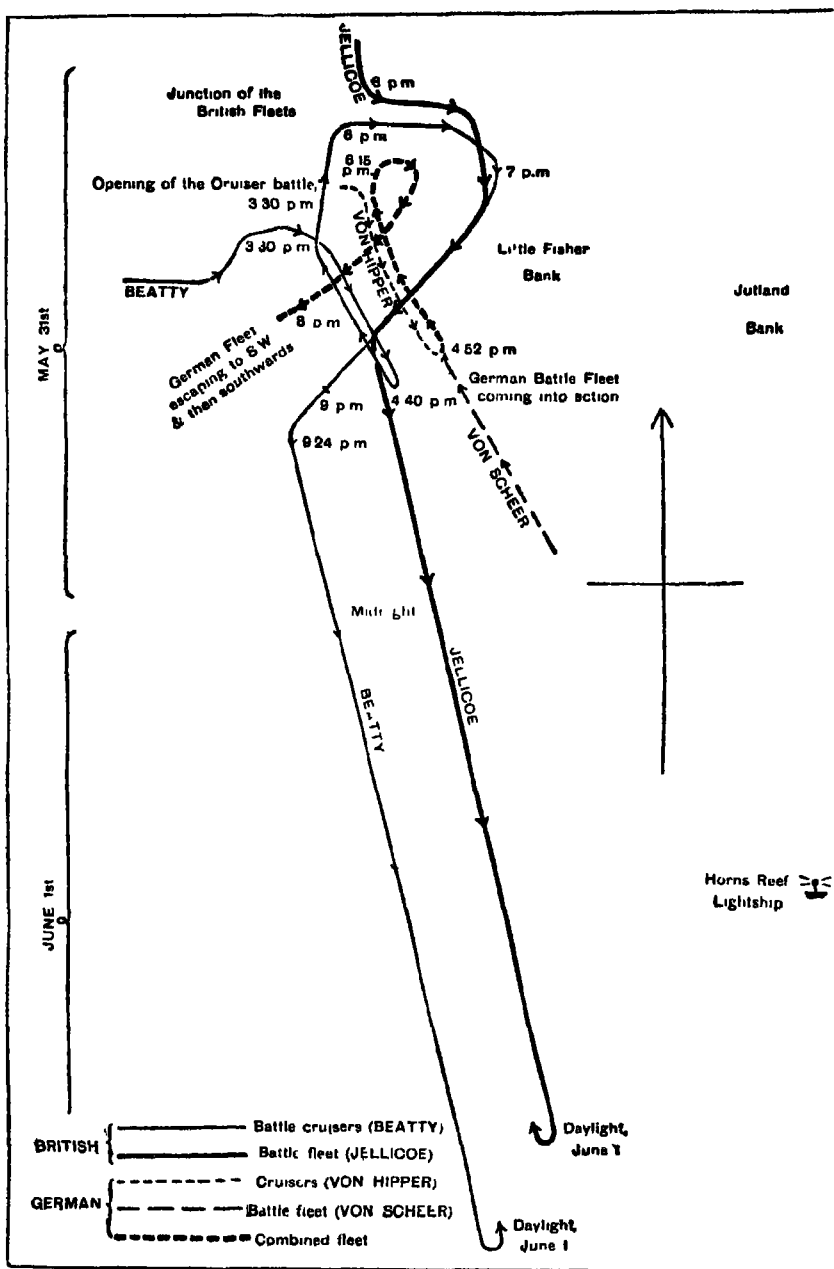 JELLICOE
6 p m
Junction of the
British Fleets
6 pm
6 15
pm.
7 p.m
Opening of the Cruiser battle,
3 30 pm
3.30 pm
VON HIPPER
Little Fisher
Bank
BEATTY
Jutland
Bank
MAY 31st
8 pm
4 52 pm
German Fleet
escaping to S W
& then southwards
German Battle Fleet
coming into action
9 pm
4 40 pm
9 24 pm
VON SCHEER
JELLICOE
BEATTY
JUNE 1st
Horns Reef
Lightship
BRITISH
Battle cruisers (BEATTY)
Battle fleet (JELLICOE)
Daylight,
June 1
GERMAN
Cruisers (VON HIPPER)
Battle fleet (VON SCHEER)
Combined fleet
Daylight,
June 1